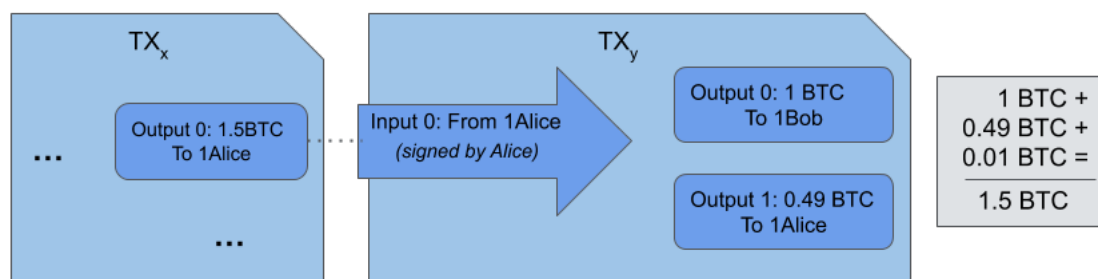 TXx
...
Output 0: 1.5BTC
To 1Alice
...
TXy
Input 0: From 1Alice
(signed by Alice)
Output 0: 1 BTC
To 1Bob
Output 1: 0.49 BTC
To 1Alice
1 BTC +
0.49 BTC +
0.01 BTC =
1.5 BTC